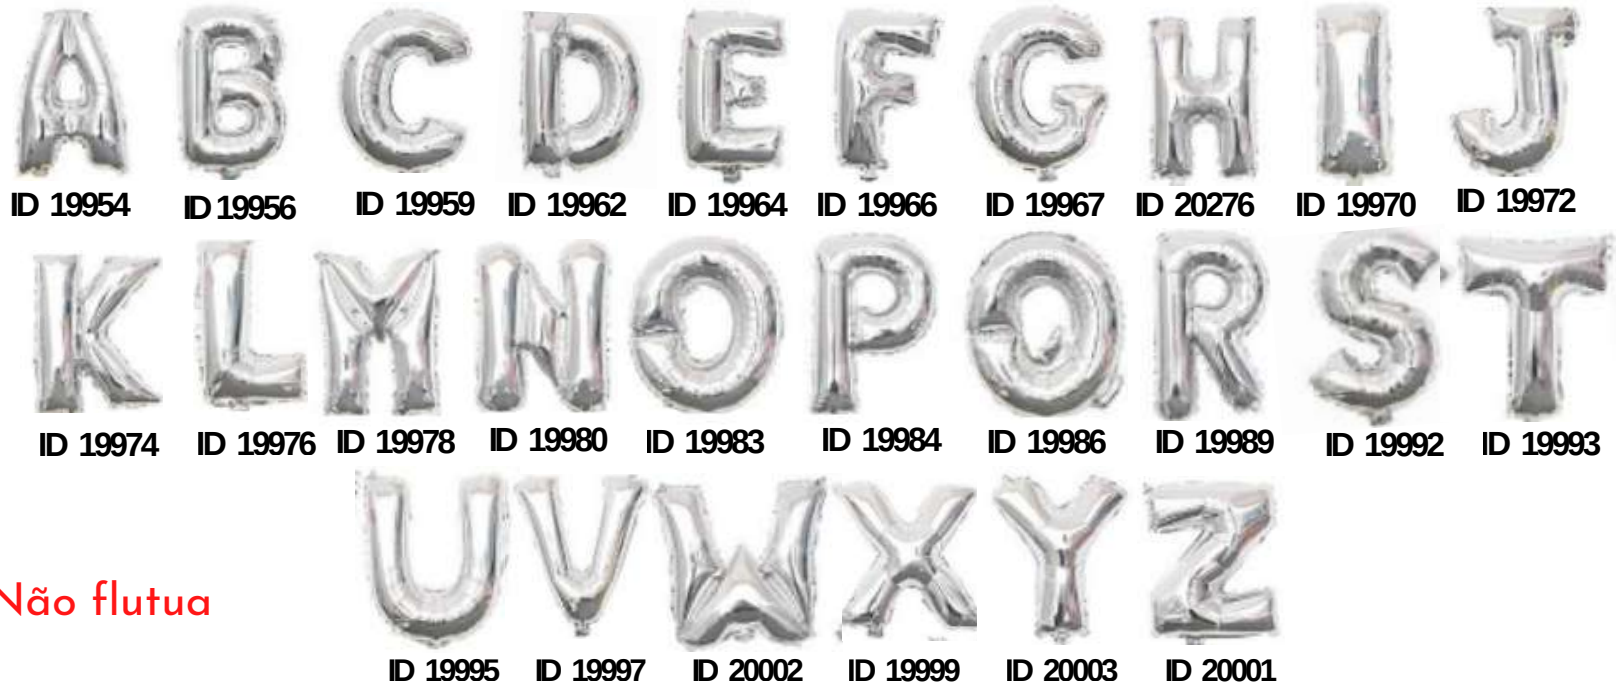 A B C D E F G H I J
ID 19954 ID 19956 ID 19959 ID 19962 ID 19964 ID 19966 ID 19967 ID 20276 ID 19970 ID 19972
K L M N O P Q R S T
ID 19974 ID 19976 ID 19978 ID 19980 ID 19983 ID 19984 ID 19986 ID 19989 ID 19992 ID 19993
U V W X Y Z
Não flutua
ID 19995 ID 19997 ID 20002 ID 19999 ID 20003 ID 20001